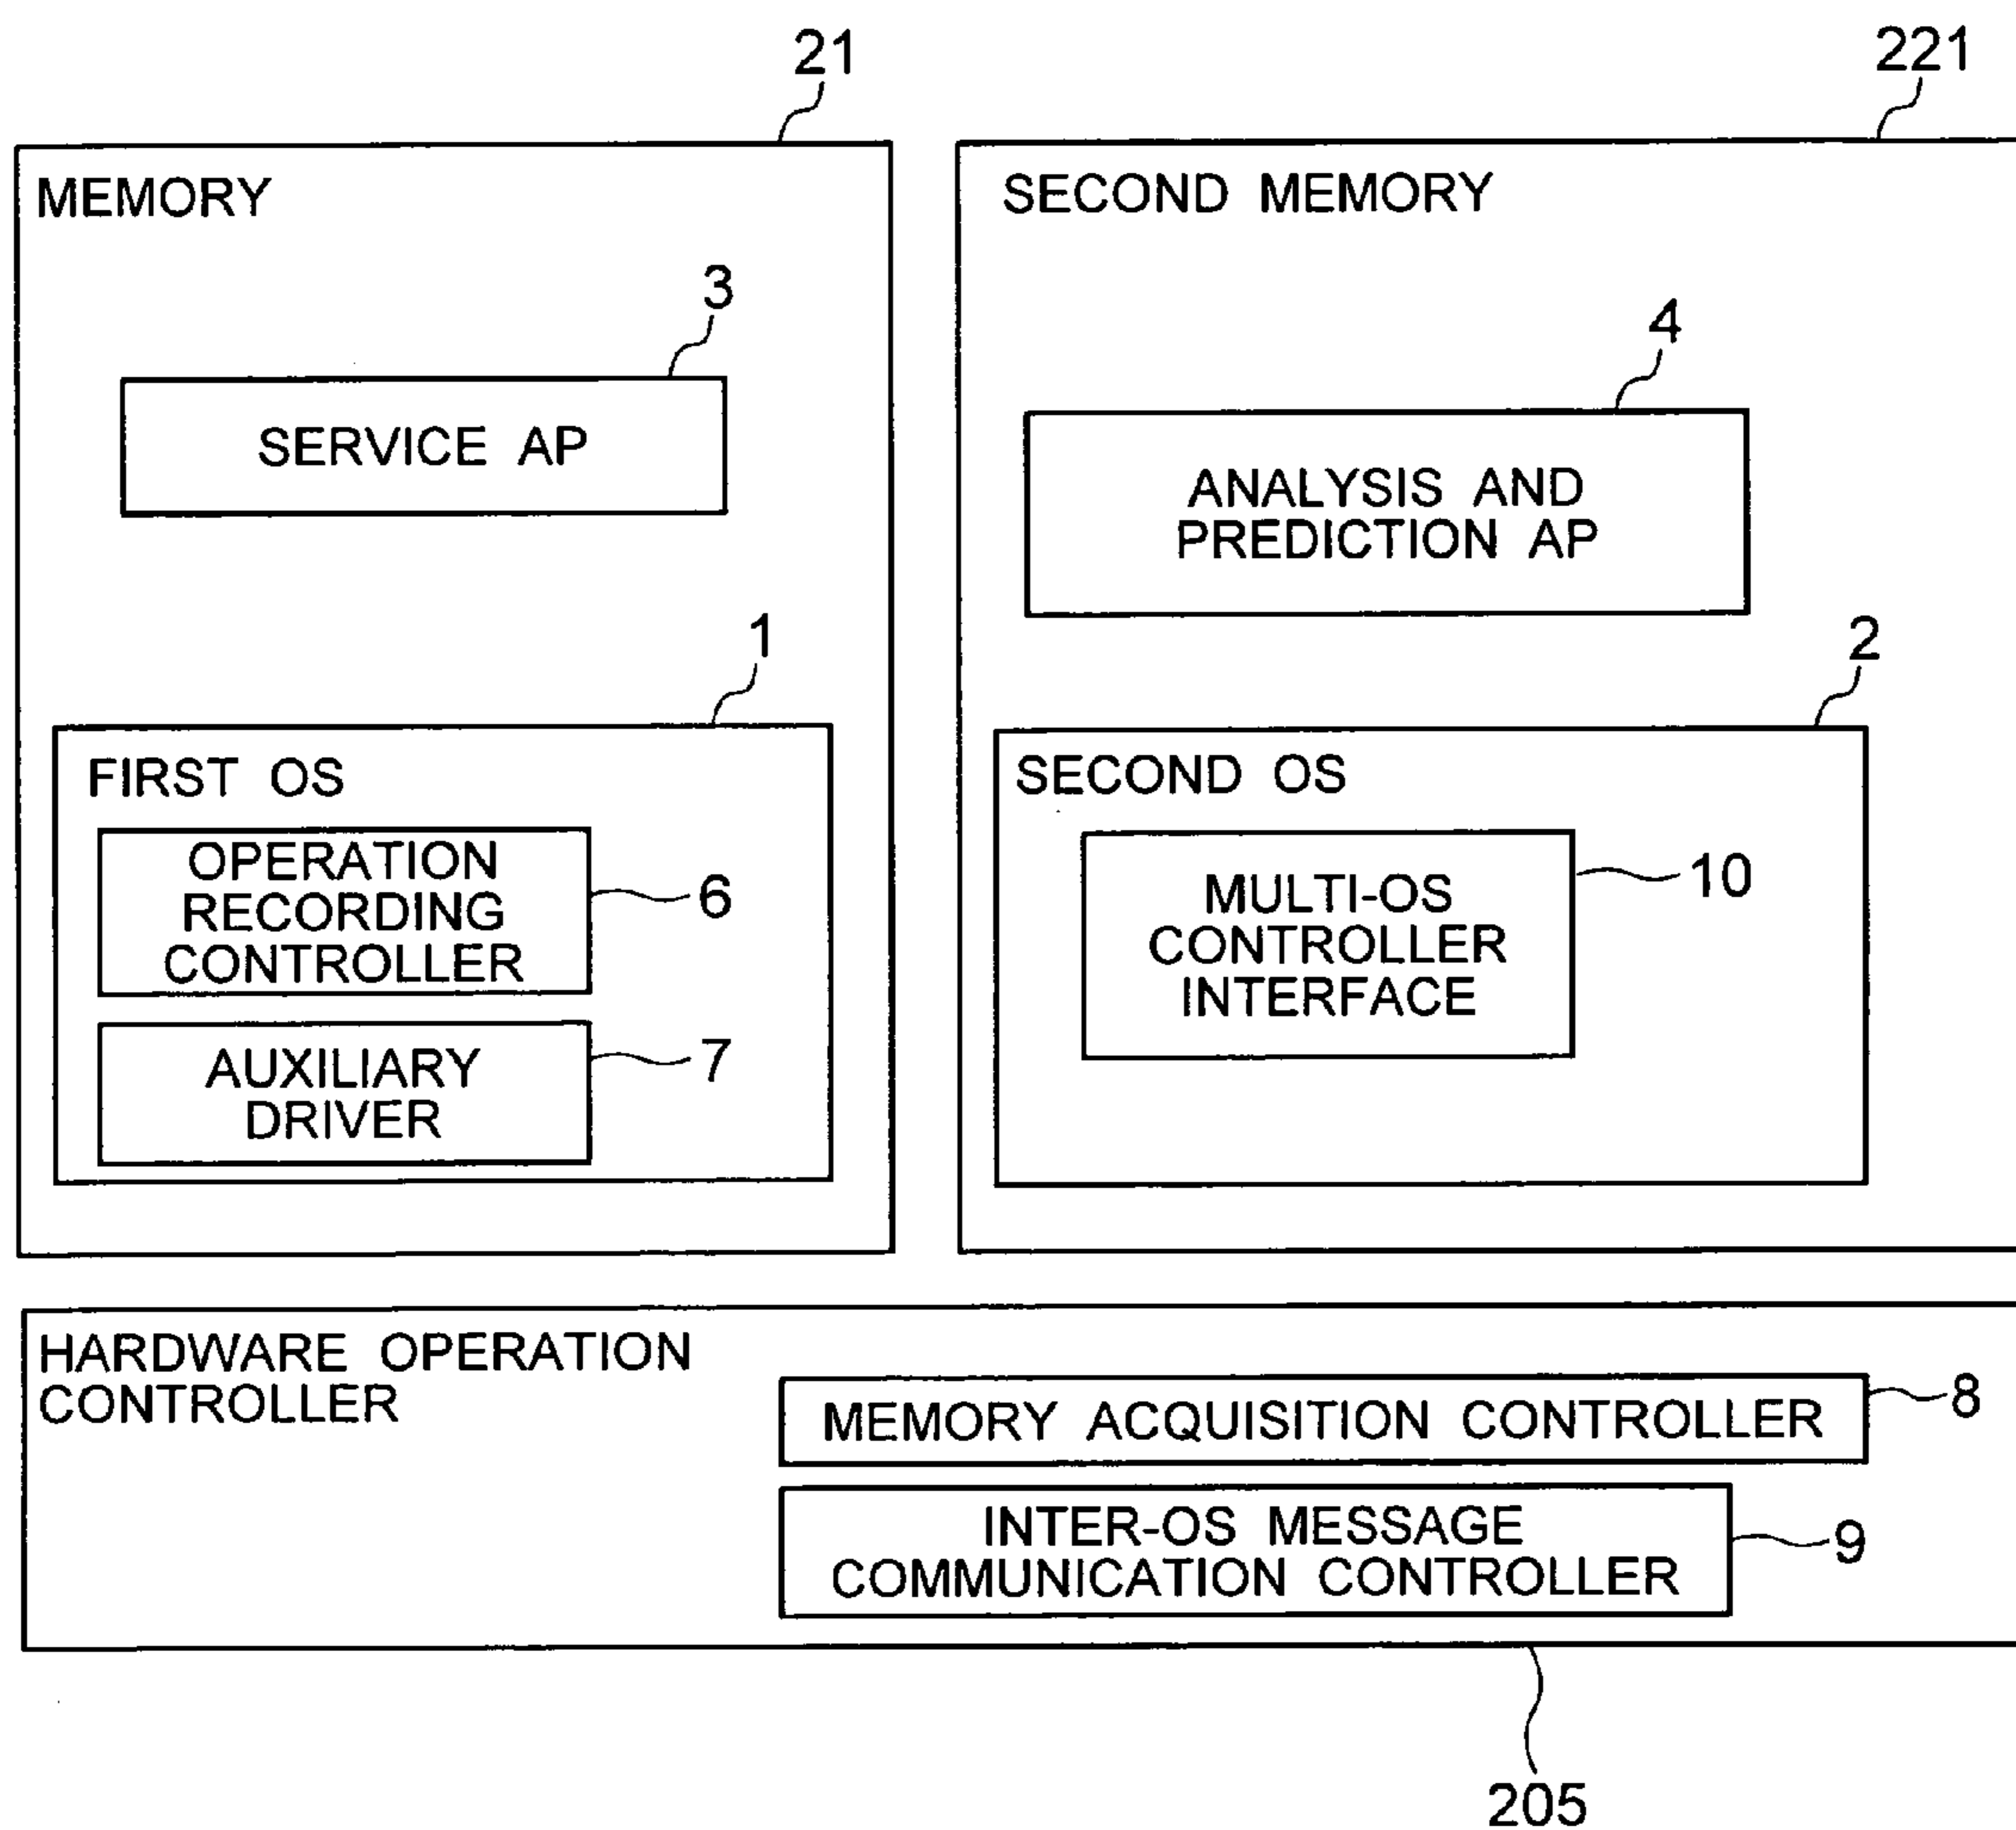 21
221
MEMORY
SECOND MEMORY
3
4
SERVICE AP
ANALYSIS AND
PREDICTION AP
1
2
FIRST OS
SECOND OS
OPERATION
RECORDING
CONTROLLER
6
MULTI-OS
CONTROLLER
INTERFACE
10
AUXILIARY
DRIVER
7
HARDWARE OPERATION
CONTROLLER
MEMORY ACQUISITION CONTROLLER
8
INTER-OS MESSAGE
COMMUNICATION CONTROLLER
9
205